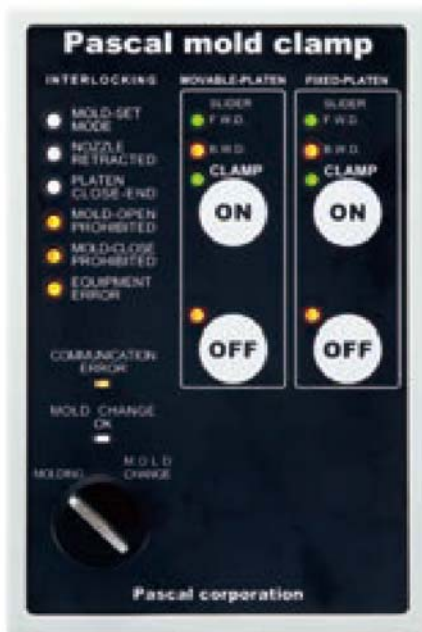 Pascal mold clamp
INTERLOCKING
MOLD-SET
MODE
NOZZLE
RETRACTED
PLATEN
CLOSE-END
MOLD-OPEN
PROHIBITED
MOLD-CLOSE
PROHIBITED
EQUIPMENT
ERROR
COMMUNICATION
ERROR
MOLD CHANGE
OK
MOLDING
MOLD
CHANGE
MOVABLE-PLATEN
SLIDER
F.W.D.
B.W.D.
CLAMP
ON
OFF
FIXED-PLATEN
SLIDER
F.W.D.
B.W.D.
CLAMP
ON
OFF
Pascal corporation